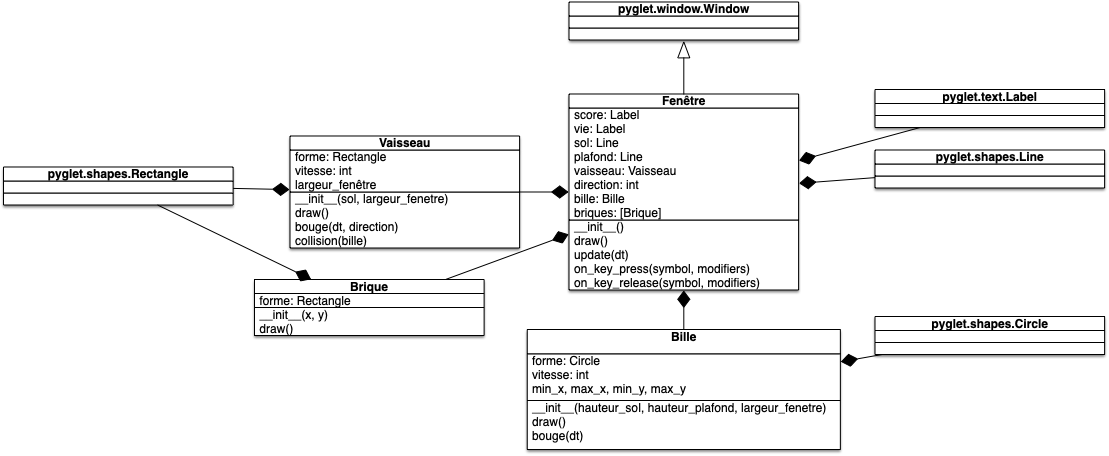 pyglet.window.Window
Fenêtre
score: Label
vie: Label
sol: Line
plafond: Line
vaisseau: Vaisseau
direction: int
bille: Bille
briques: [Brique]
__init__()
draw()
update(dt)
on_key_press(symbol, modifiers)
on_key_release(symbol, modifiers)
pyglet.text.Label
pyglet.shapes.Line
Vaisseau
forme: Rectangle
vitesse: int
largeur_fenêtre
__init__(sol, largeur_fenetre)
draw()
bouge(dt, direction)
collision(bille)
pyglet.shapes.Rectangle
Brique
forme: Rectangle
__init__(x, y)
draw()
Bille
forme: Circle
vitesse: int
min_x, max_x, min_y, max_y
__init__(hauteur_sol, hauteur_plafond, largeur_fenetre)
draw()
bouge(dt)
pyglet.shapes.Circle